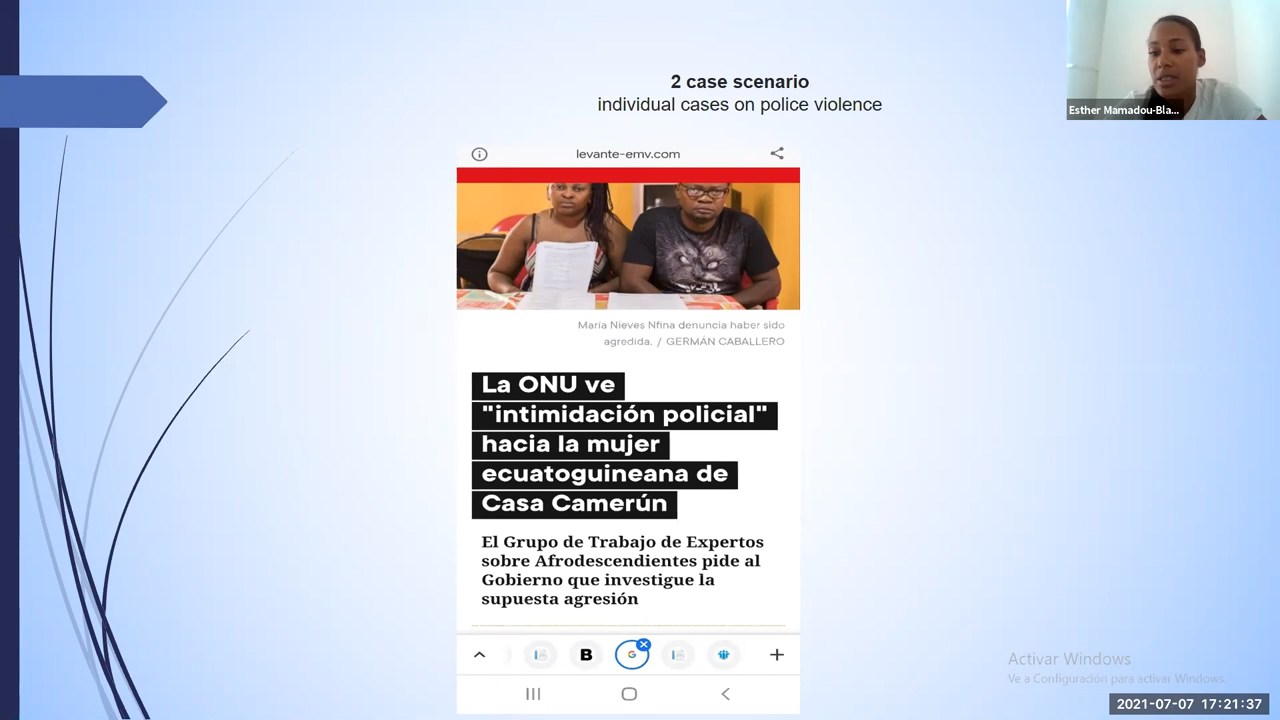 2 case scenario
individual cases on police violence
Esther Mamadou-Bla...
levante-emv.com
María Nieves Nfina denuncia haber sido
agredida. / GERMÁN CABALLERO
La ONU ve
"intimidación policial"
hacia la mujer
ecuatoguineana de
Casa Camerún
El Grupo de Trabajo de Expertos
sobre Afrodescendientes pide al
Gobierno que investigue la
supuesta agresión
B
G
Activar Windows
Ve a Configuración para activar Windows.
2021-07-07 17:21:37